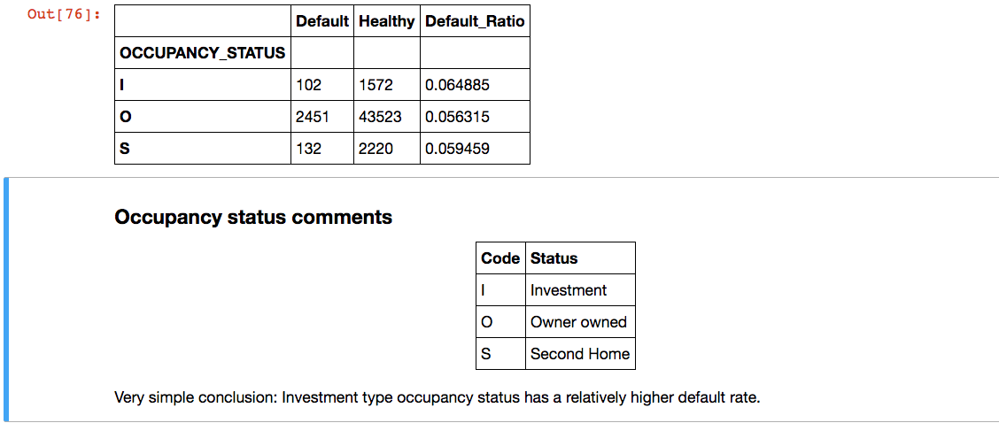 Out[76]:
Default Healthy Default_Ratio
OCCUPANCY_STATUS
I 102 1572 0.064885
O 2451 43523 0.056315
S 132 2220 0.059459
Occupancy status comments
Code Status
I Investment
O Owner owned
S Second Home
Very simple conclusion: Investment type occupancy status has a relatively higher default rate.